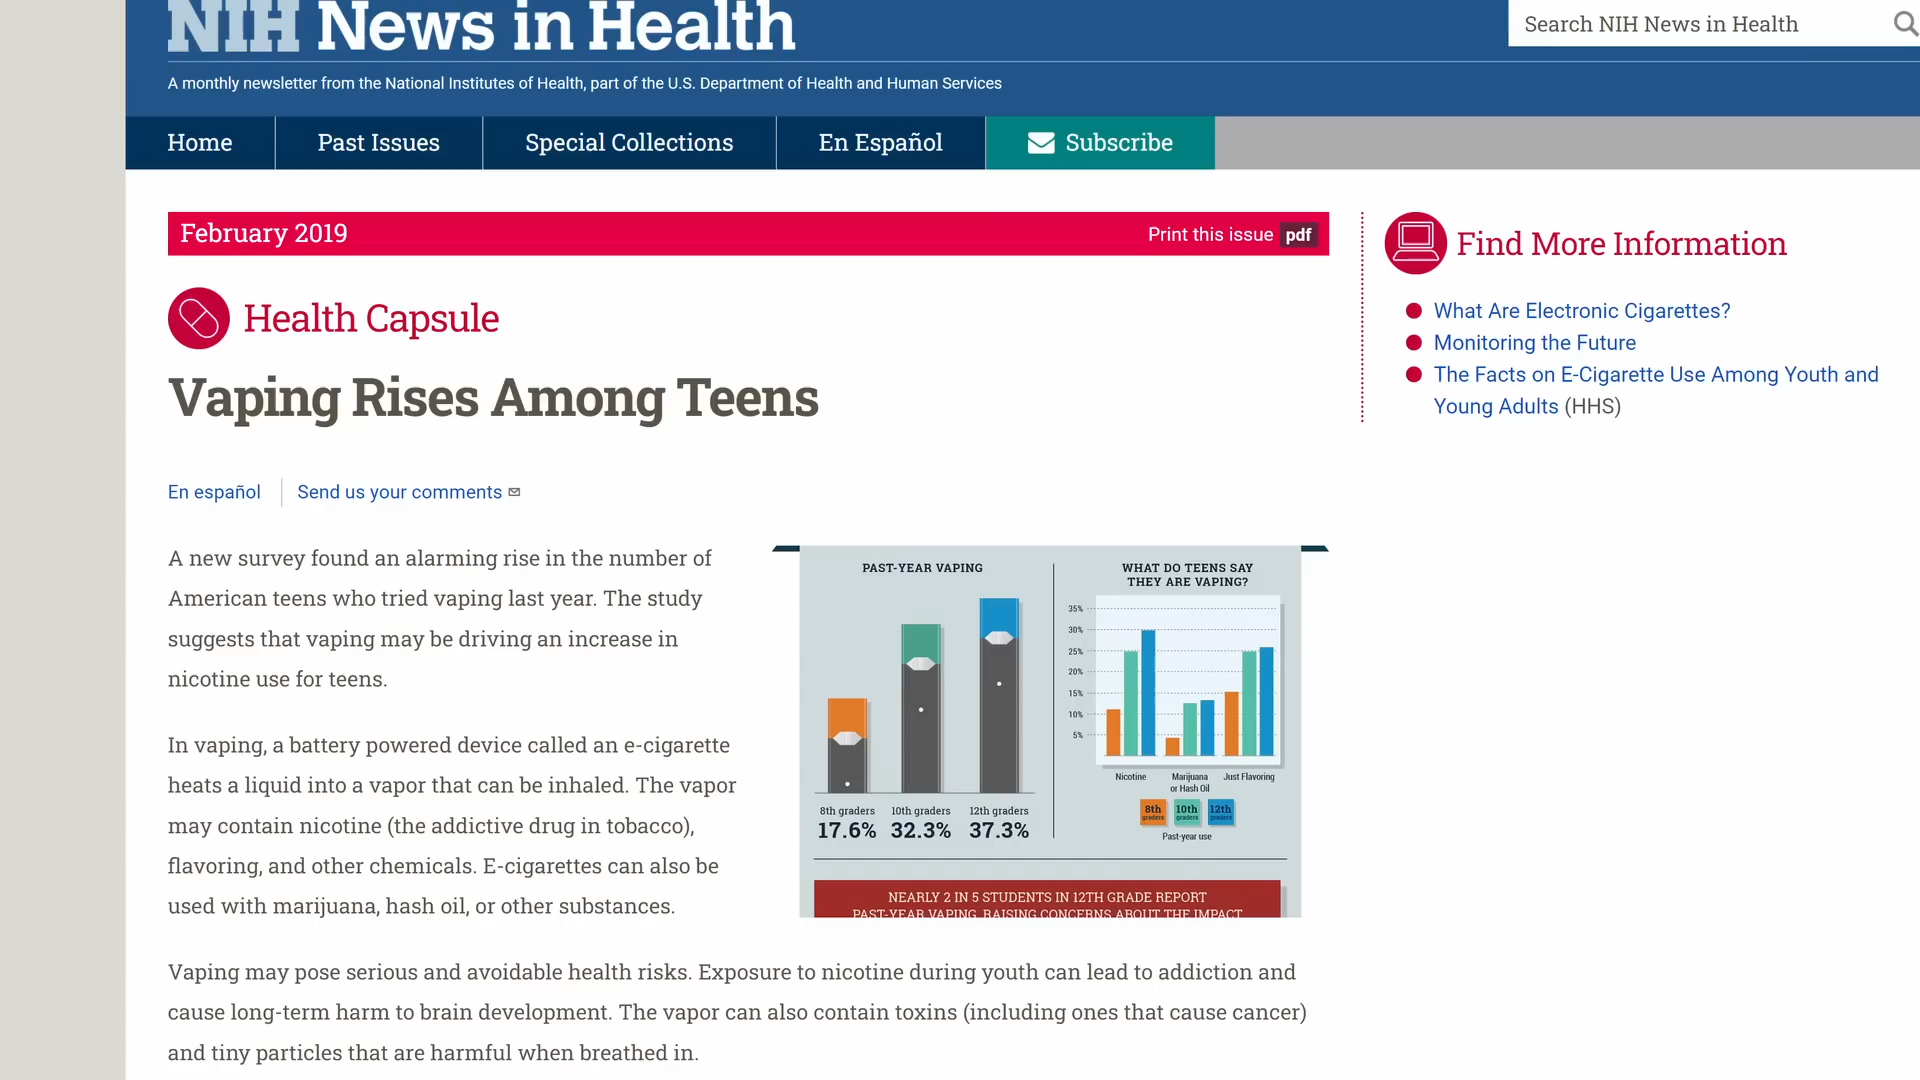 NIH News in Health
Search NIH News in Health
A monthly newsletter from the National Institutes of Health, part of the U.S. Department of Health and Human Services
Home
Past Issues
Special Collections
En Español
Subscribe
February 2019
Print this issue pdf
Health Capsule
Vaping Rises Among Teens
En español
Send us your comments
A new survey found an alarming rise in the number of
American teens who tried vaping last year. The study
suggests that vaping may be driving an increase in
nicotine use for teens.
In vaping, a battery powered device called an e-cigarette
heats a liquid into a vapor that can be inhaled. The vapor
may contain nicotine (the addictive drug in tobacco),
flavoring, and other chemicals. E-cigarettes can also be
used with marijuana, hash oil, or other substances.
PAST-YEAR VAPING
8th graders
10th graders
12th graders
17.6%
32.3%
37.3%
WHAT DO TEENS SAY
THEY ARE VAPING?
35%
30%
25%
20%
15%
10%
5%
Nicotine
Marijuana
or Hash Oil
Just Flavoring
8th
graders
10th
graders
12th
graders
Past-year use
NEARLY 2 IN 5 STUDENTS IN 12TH GRADE REPORT
PAST-YEAR VAPING, RAISING CONCERNS ABOUT THE IMPACT
Vaping may pose serious and avoidable health risks. Exposure to nicotine during youth can lead to addiction and
cause long-term harm to brain development. The vapor can also contain toxins (including ones that cause cancer)
and tiny particles that are harmful when breathed in.
Find More Information
What Are Electronic Cigarettes?
Monitoring the Future
The Facts on E-Cigarette Use Among Youth and
Young Adults (HHS)